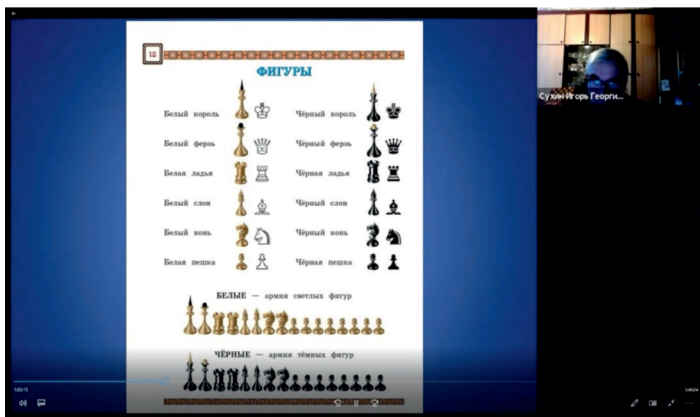 18
ФИГУРЫ
Белый король
Чёрный король
Белый ферзь
Чёрный ферзь
Белая ладья
Чёрная ладья
Белый слон
Чёрный слон
Белый конь
Чёрный конь
Белая пешка
Чёрная пешка
БЕЛЫЕ — армия светлых фигур
ЧЁРНЫЕ — армия тёмных фигур
Сухин Игорь Георги...